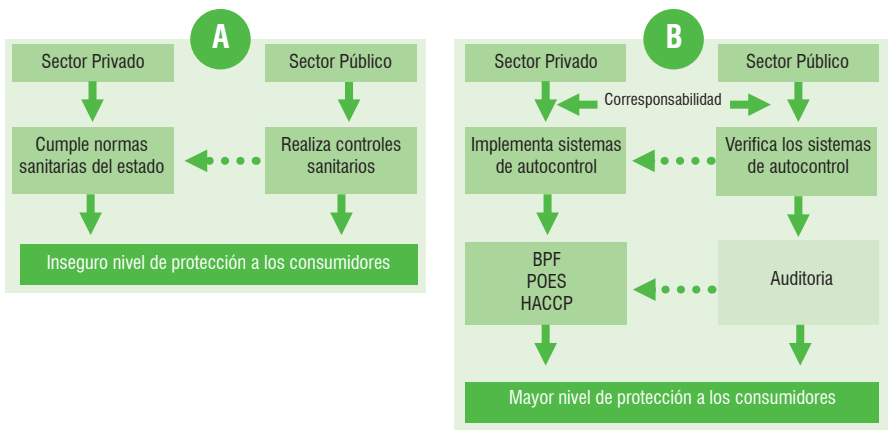 A
Sector Privado
Sector Público
Cumple normas
sanitarias del estado
Realiza controles
sanitarios
Inseguro nivel de protección a los consumidores
B
Sector Privado
Sector Público
Corresponsabilidad
Implementa sistemas
de autocontrol
Verifica los sistemas
de autocontrol
BPF
POES
HACCP
Auditoria
Mayor nivel de protección a los consumidores